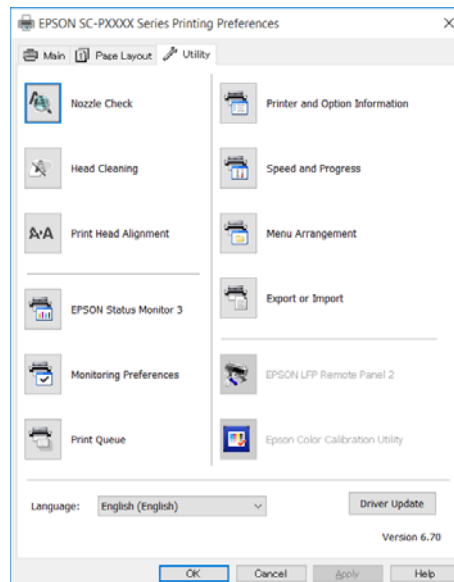 EPSON SC-PXXXX Series Printing Preferences
Main
Page Layout
Utility
Nozzle Check
Head Cleaning
Print Head Alignment
EPSON Status Monitor 3
Monitoring Preferences
Print Queue
Printer and Option Information
Speed and Progress
Menu Arrangement
Export or Import
EPSON LFP Remote Panel 2
Epson Color Calibration Utility
Language:
English (English)
Driver Update
Version 6.70
OK
Cancel
Apply
Help